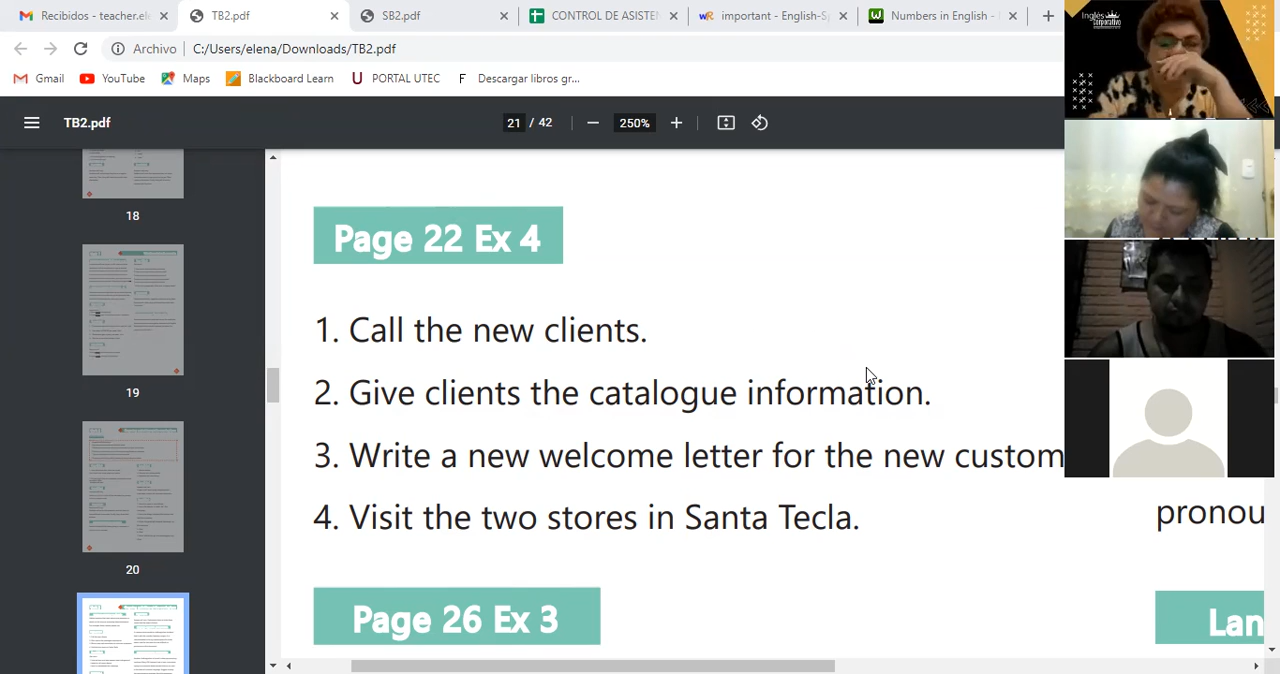 Recibidos - teacher.el
TB2.pdf
SB2.pdf
CONTROL DE ASISTEN
important - English-S
Numbers in English -
Archivo
C:/Users/elena/Downloads/TB2.pdf
Gmail
YouTube
Maps
Blackboard Learn
PORTAL UTEC
Descargar libros gr...
TB2.pdf
21 / 42
250%
Inglés
corporativo
18
19
20
Page 22 Ex 4
1. Call the new clients.
2. Give clients the catalogue information.
3. Write a new welcome letter for the new custom
4. Visit the two stores in Santa Tecla.
Page 26 Ex 3
pronou
Lan